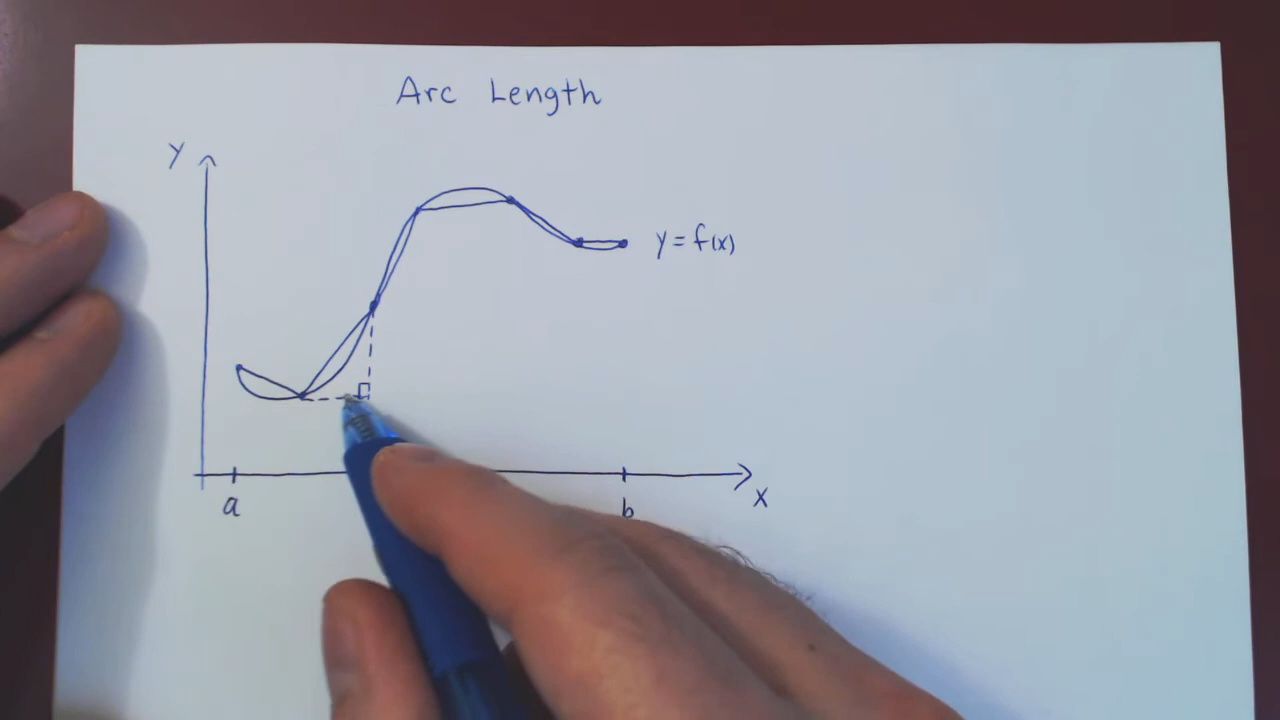 Arc Length
y
y = f(x)
a
b
x